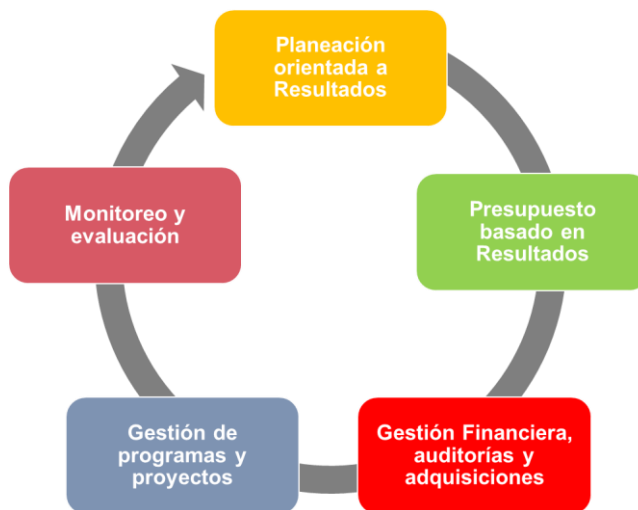 Planeación
orientada a
Resultados
Presupuesto
basado en
Resultados
Gestión Financiera,
auditorías y
adquisiciones
Gestión de
programas y
proyectos
Monitoreo y
evaluación